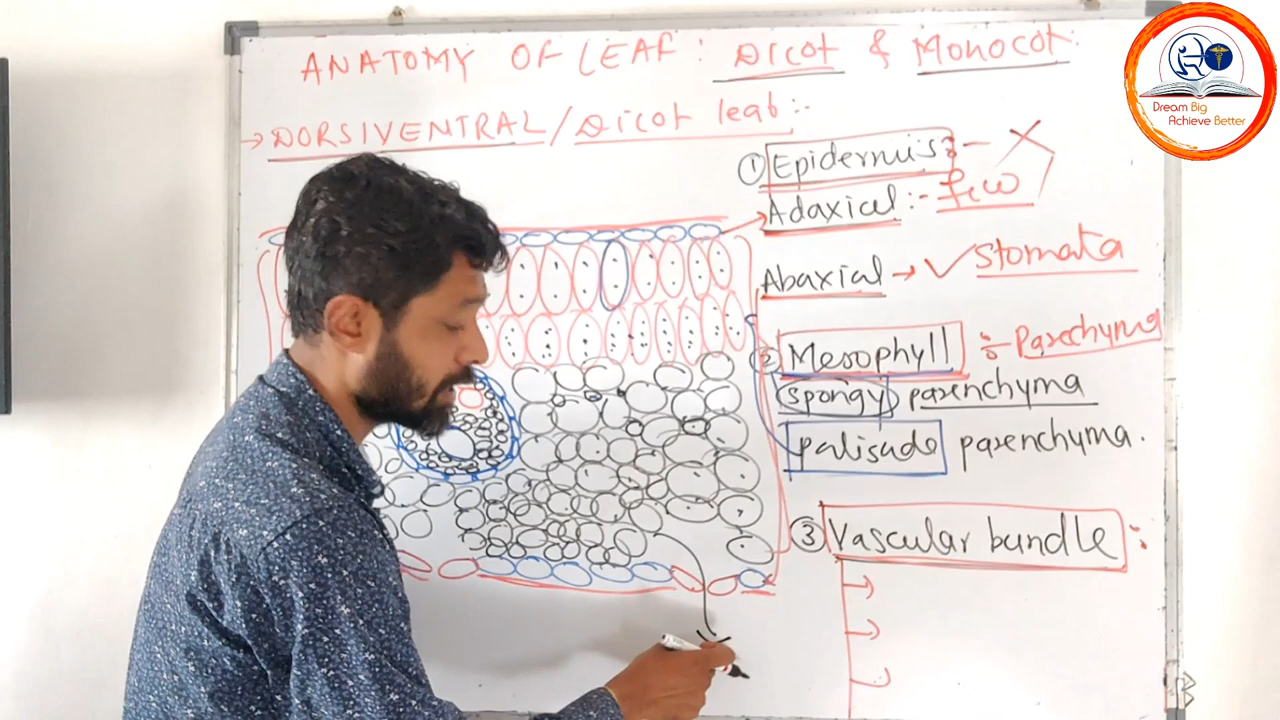 ANATOMY OF LEAF: DICOT & MONOCOT.
→ DORSIVENTRAL / Dicot leaf :-
① Epidermis :- X
Adaxial :- few
Abaxial → ✓ Stomata
② Mesophyll :- Parechyma
spongy parenchyma
palisade parenchyma.
③ Vascular bundle :
Dream Big
Achieve Better